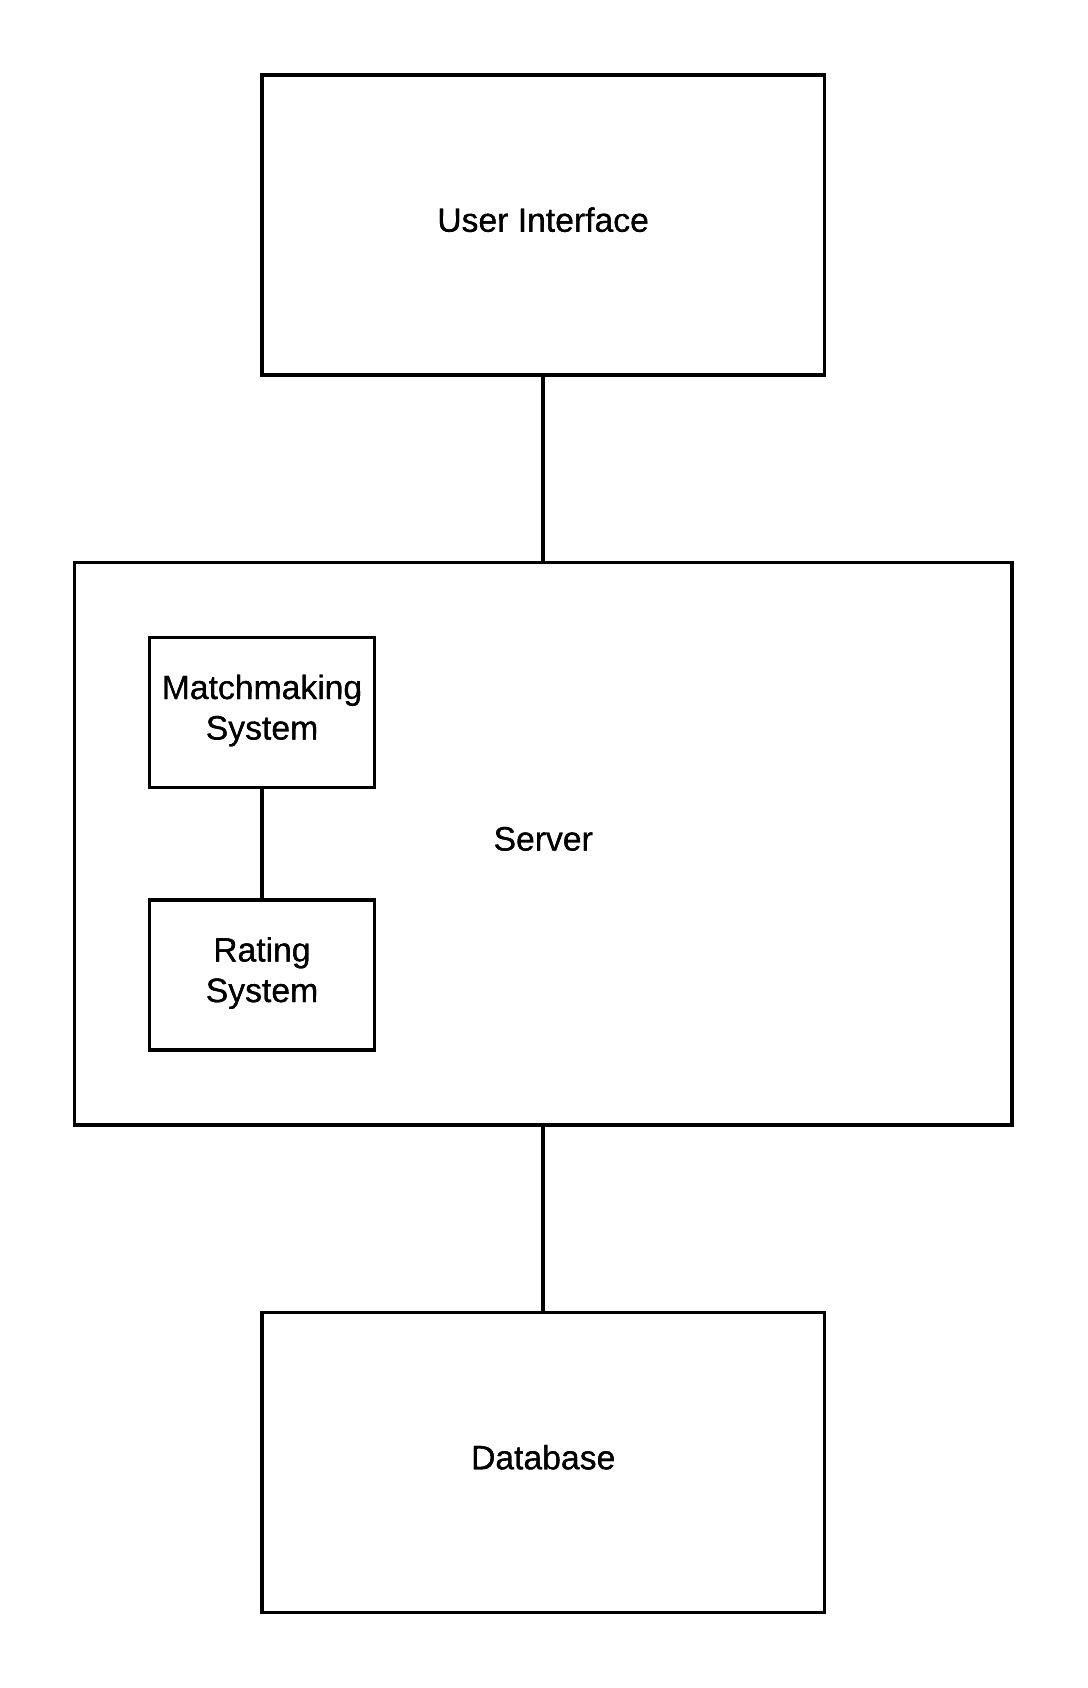 User Interface
Matchmaking
System
Server
Rating
System
Database